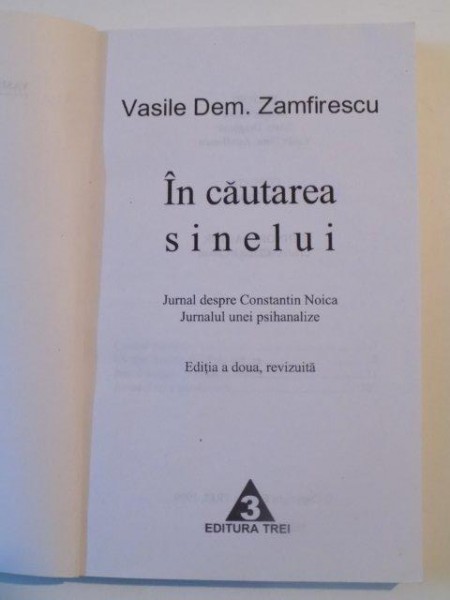 Vasile Dem. Zamfirescu
În căutarea
sinelui
Jurnal despre Constantin Noica
Jurnalul unei psihanalize
Ediția a doua, revizuită
3
EDITURA TREI